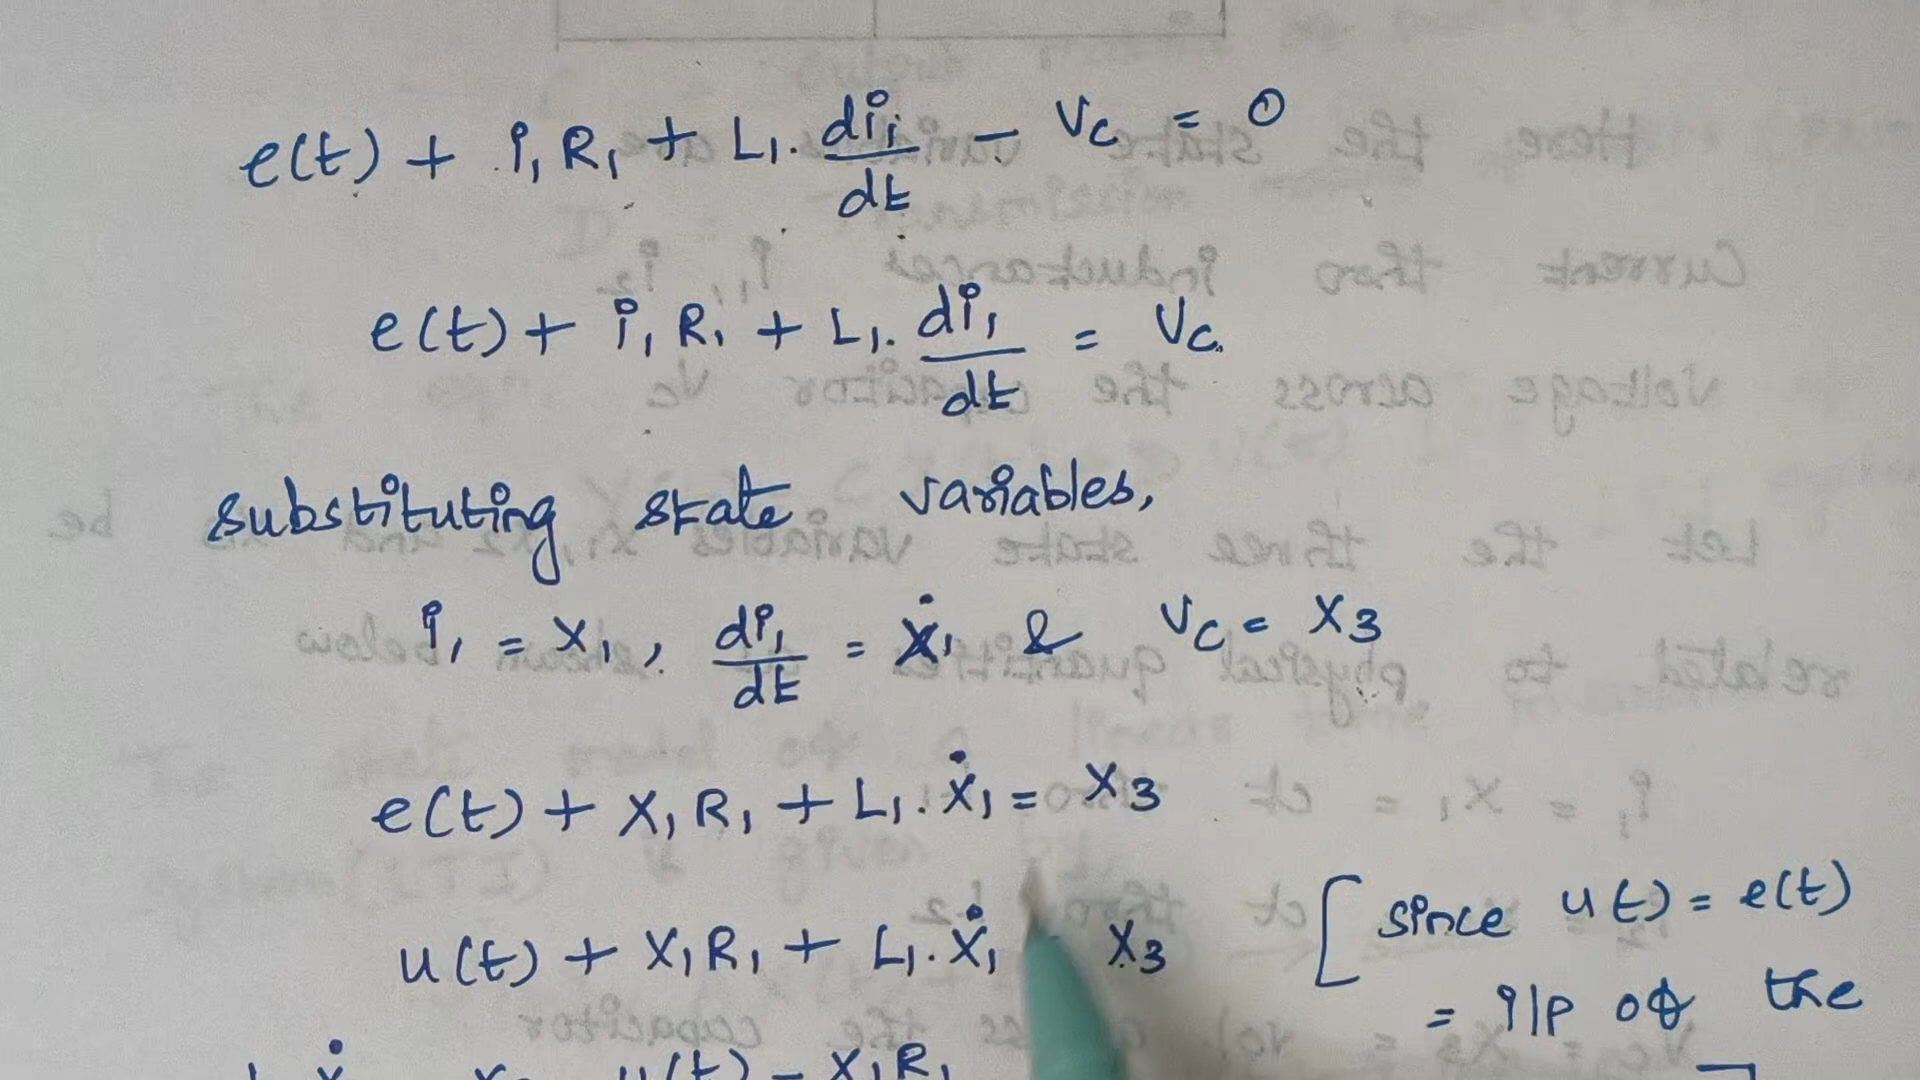 e(t) + i₁R₁ + L₁. di₁/dt - Vc = 0
e(t) + i₁R₁ + L₁. di₁/dt = Vc
substituting state variables,
i₁ = x₁, di₁/dt = ẋ₁ & Vc = x₃
e(t) + x₁R₁ + L₁. ẋ₁ = x₃
u(t) + x₁R₁ + L₁. ẋ₁ x₃ [since u(t) = e(t)
= i/p of the
u(t) - x₁R₁ ]